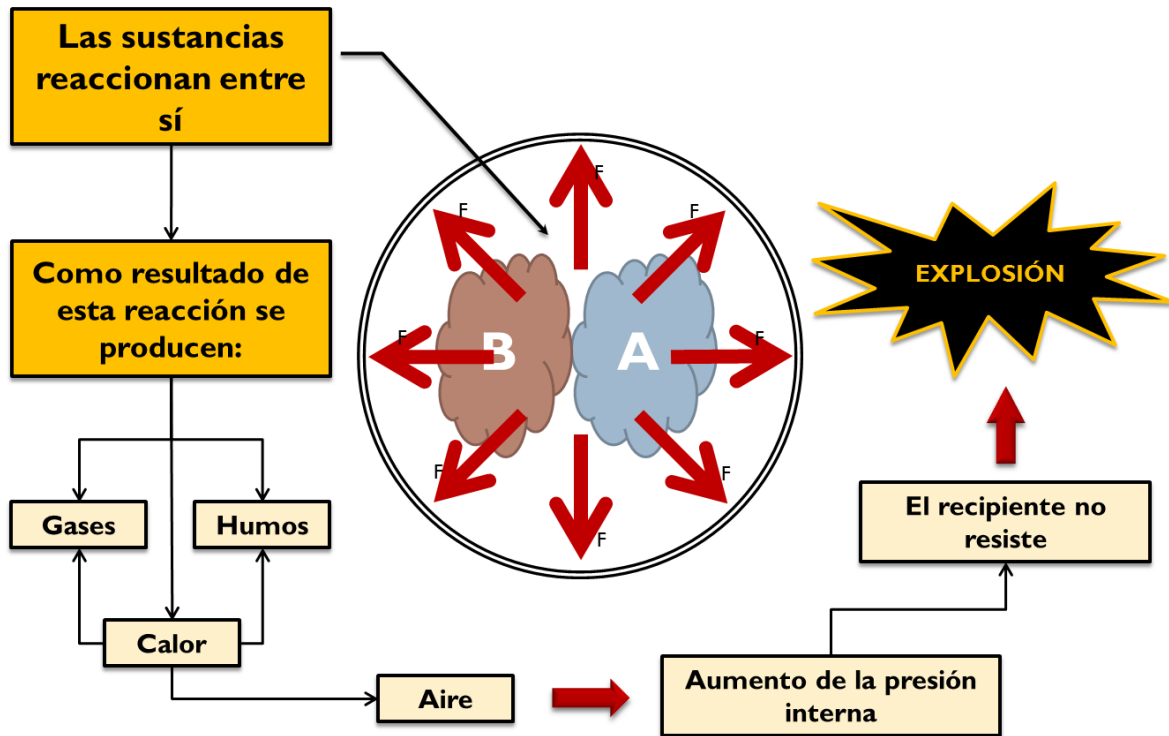 Las sustancias
reaccionan entre
sí
Como resultado de
esta reacción se
producen:
Gases
Humos
Calor
Aire
Aumento de la presión
interna
El recipiente no
resiste
EXPLOSIÓN
B
A
F
F
F
F
F
F
F
F